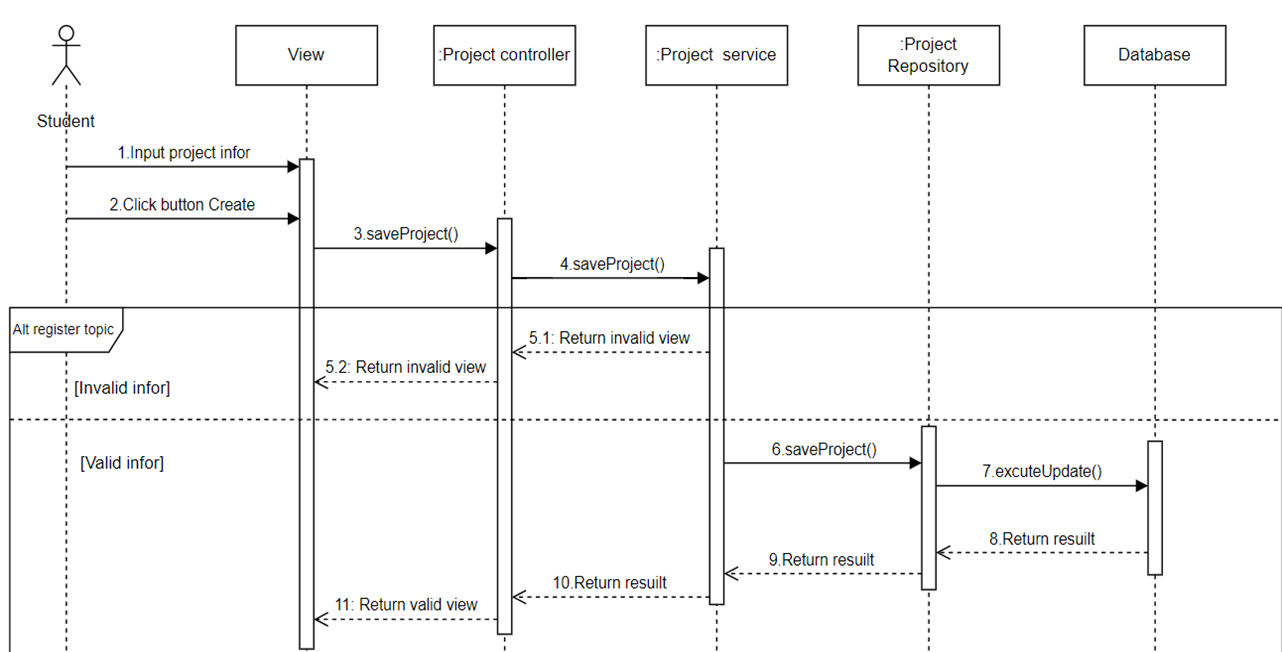 View
:Project controller
:Project service
:Project
Repository
Database
Student
1.Input project infor
2.Click button Create
3.saveProject()
4.saveProject()
Alt register topic
5.1: Return invalid view
5.2: Return invalid view
[Invalid infor]
[Valid infor]
6.saveProject()
7.excuteUpdate()
8.Return resuilt
9.Return resuilt
10.Return resuilt
11: Return valid view